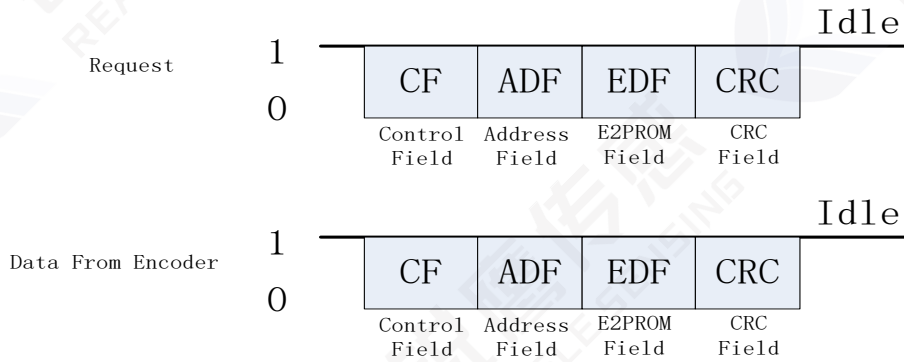 Idle
Request
1
0
CF ADF EDF CRC
Control Address E2PROM CRC
Field Field Field Field
Idle
Data From Encoder
1
0
CF ADF EDF CRC
Control Address E2PROM CRC
Field Field Field Field